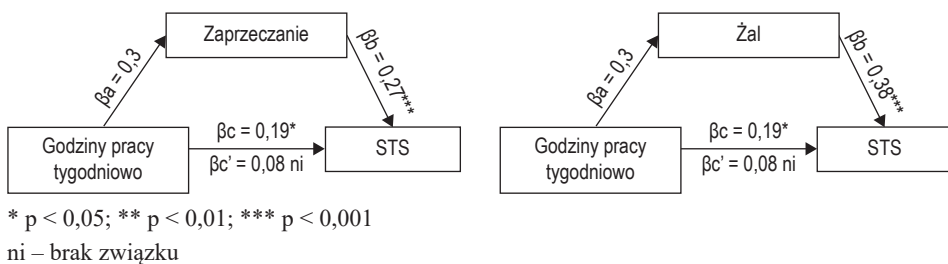 Zaprzeczanie
βa = 0,3
βb = 0,27***
Godziny pracy
tygodniowo
βc = 0,19*
βc’ = 0,08 ni
STS
Żal
βa = 0,3
βb = 0,38***
Godziny pracy
tygodniowo
βc = 0,19*
βc’ = 0,08 ni
STS
* p < 0,05; ** p < 0,01; *** p < 0,001
ni – brak związku